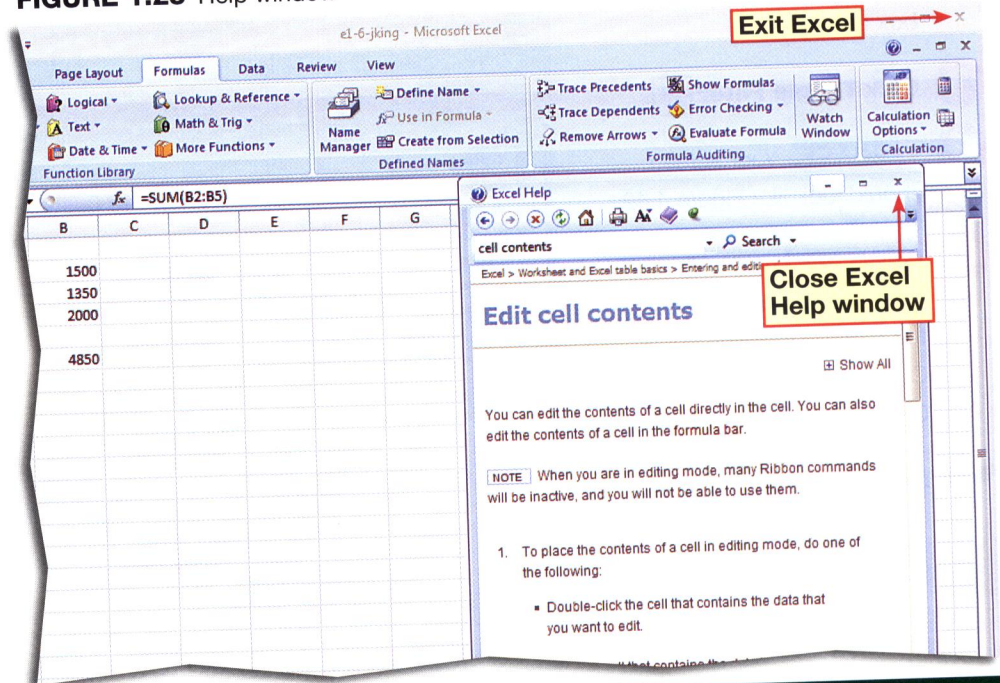 FIGURE 1.23 Help Window
Exit Excel
e1-6-jking - Microsoft Excel
Page Layout Formulas Data Review View
Logical Lookup & Reference Define Name Trace Precedents Show Formulas
Text Math & Trig Name Manager Use in Formula Trace Dependents Error Checking Watch Window Calculation Options
Date & Time More Functions Create from Selection Remove Arrows Evaluate Formula
Function Library Defined Names Formula Auditing Calculation
fx =SUM(B2:B5)
B C D E F G
1500
1350
2000
4850
Excel Help
cell contents Search
Excel > Worksheet and Excel table basics > Entering and
Close Excel
Help window
Edit cell contents
Show All
You can edit the contents of a cell directly in the cell. You can also
edit the contents of a cell in the formula bar.
NOTE When you are in editing mode, many Ribbon commands
will be inactive, and you will not be able to use them.
1. To place the contents of a cell in editing mode, do one of
the following:
▪ Double-click the cell that contains the data that
you want to edit.